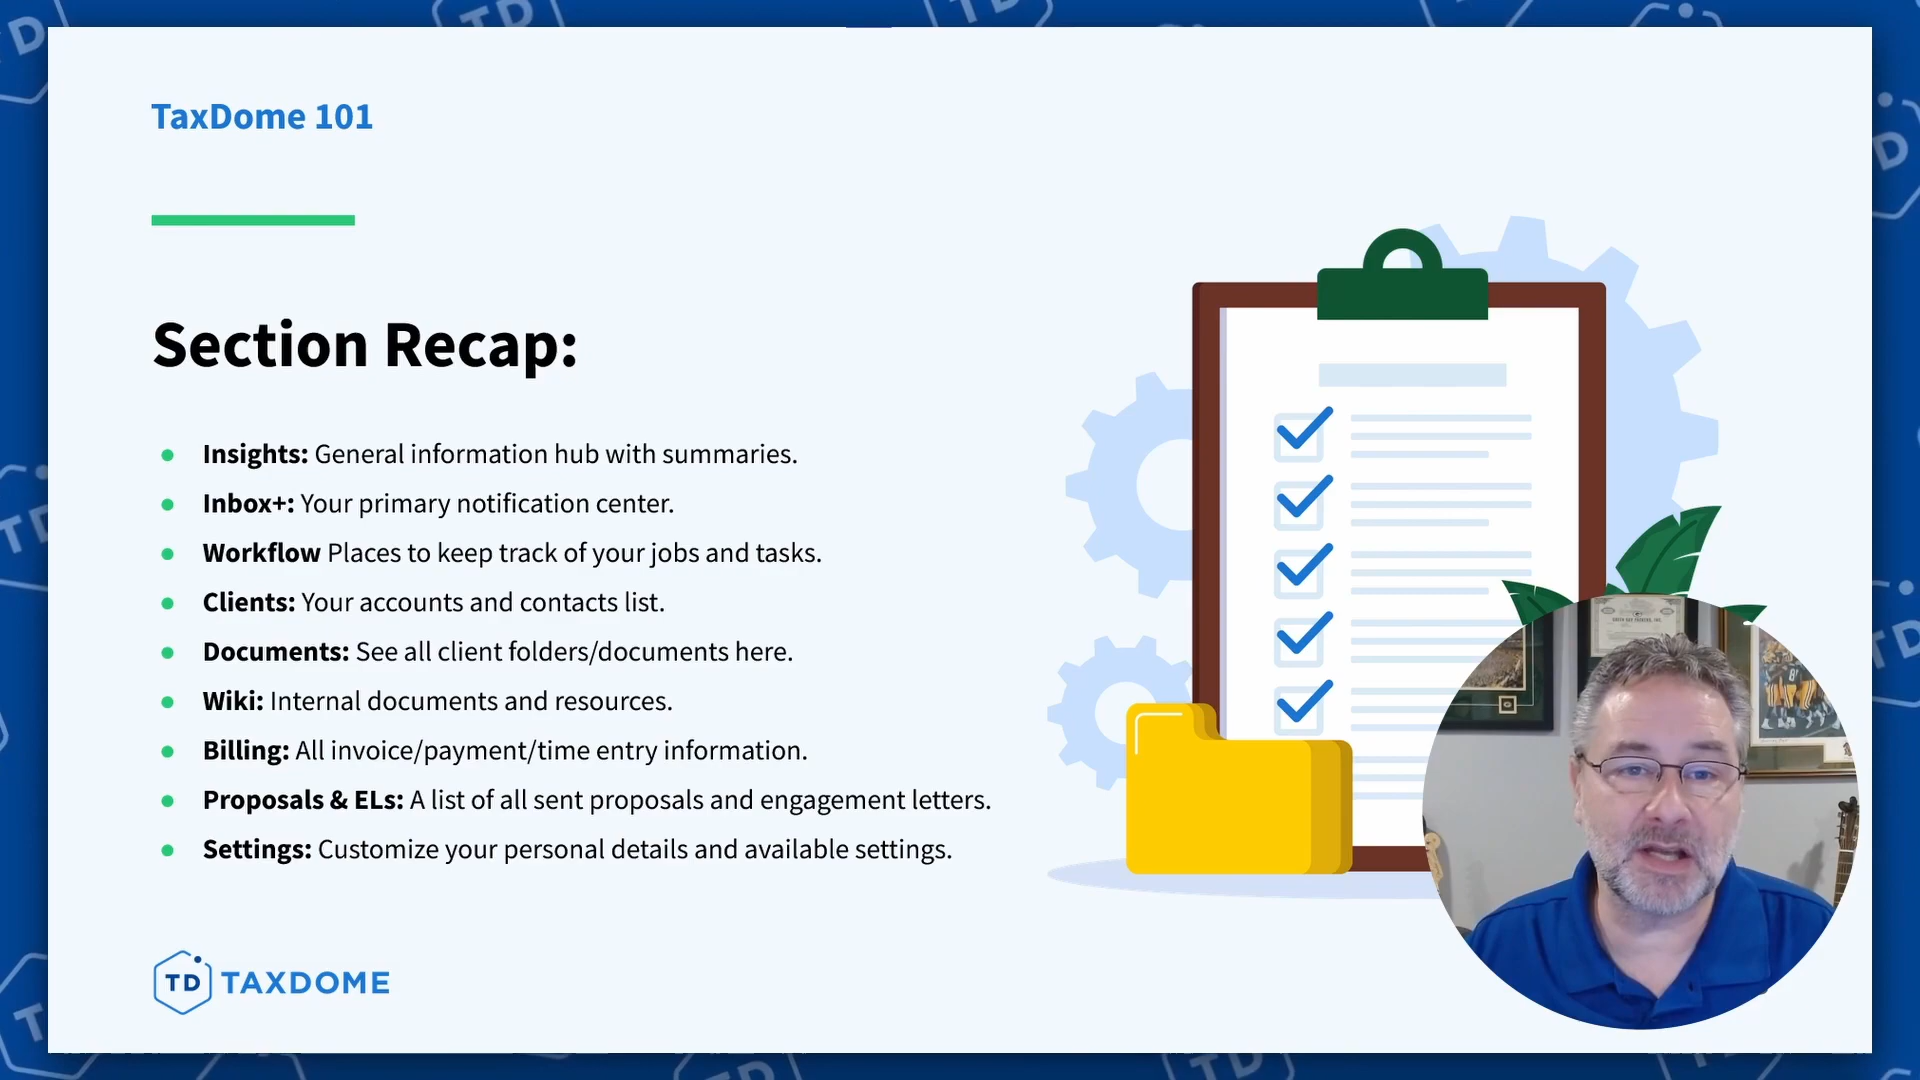 TaxDome 101
Section Recap:
Insights: General information hub with summaries.
Inbox+: Your primary notification center.
Workflow Places to keep track of your jobs and tasks.
Clients: Your accounts and contacts list.
Documents: See all client folders/documents here.
Wiki: Internal documents and resources.
Billing: All invoice/payment/time entry information.
Proposals & ELs: A list of all sent proposals and engagement letters.
Settings: Customize your personal details and available settings.
TD TAXDOME